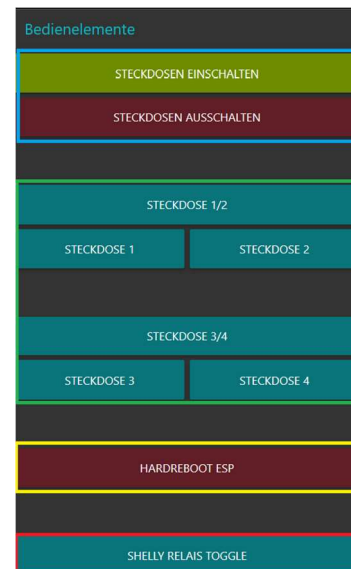 Bedienelemente
STECKDOSEN EINSCHALTEN
STECKDOSEN AUSSCHALTEN
STECKDOSE 1/2
STECKDOSE 1 STECKDOSE 2
STECKDOSE 3/4
STECKDOSE 3 STECKDOSE 4
HARDREBOOT ESP
SHELLY RELAIS TOGGLE